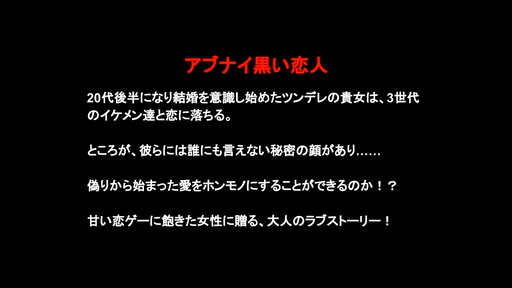 アブナイ黒い恋人
20代後半になり結婚を意識し始めたツンデレの貴女は、3世代
のイケメン達と恋に落ちる。
ところが、彼らには誰にも言えない秘密の顔があり……
偽りから始まった愛をホンモノにすることができるのか！？
甘い恋ゲーに飽きた女性に贈る、大人のラブストーリー！